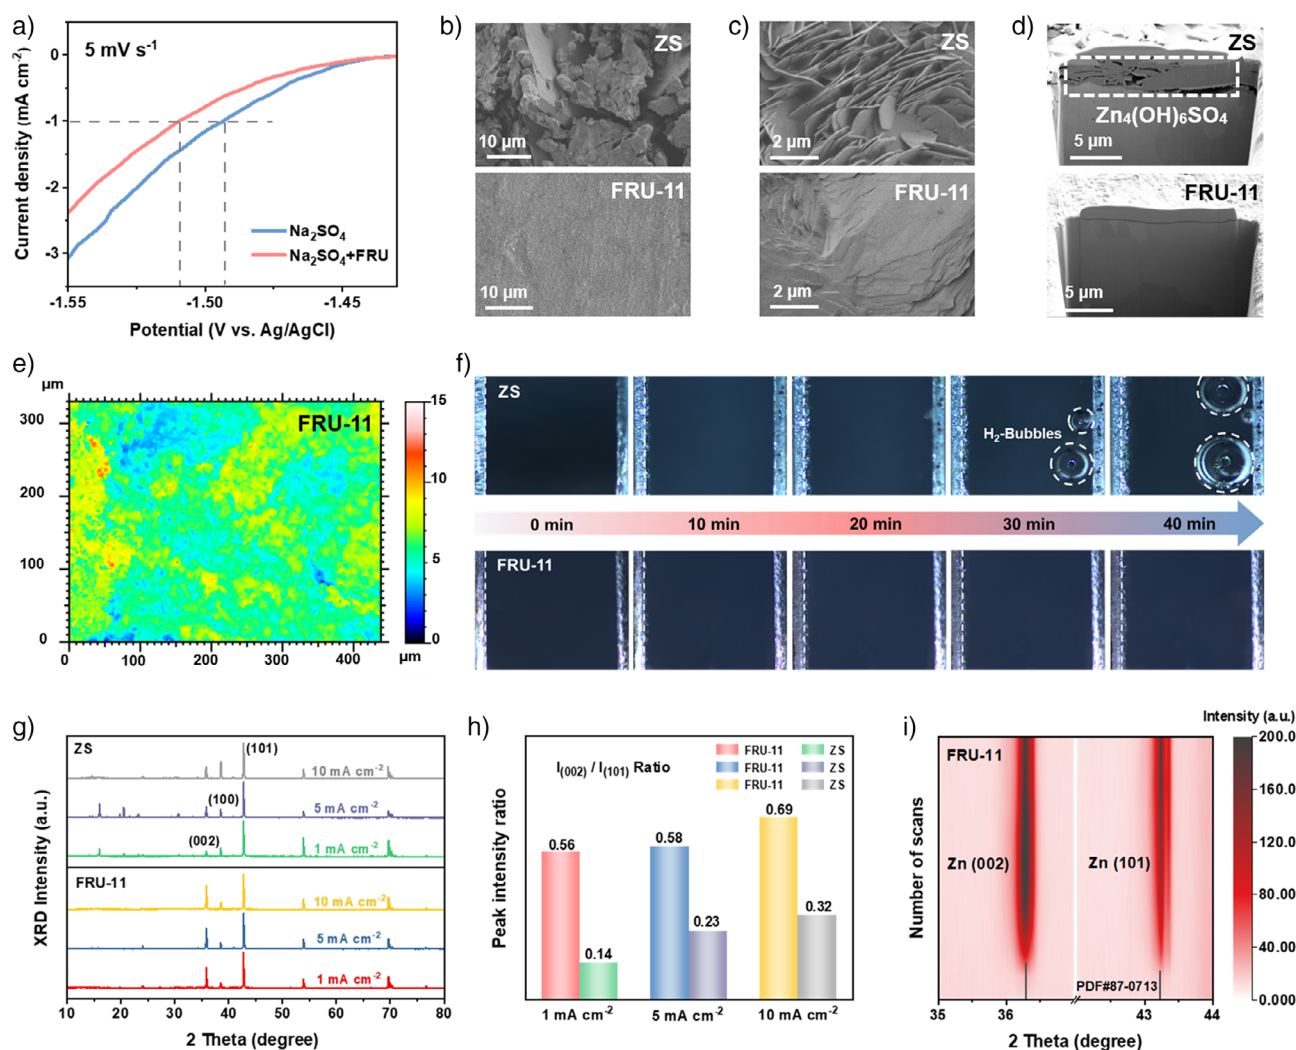 a)
5 mV s⁻¹
Current density (mA cm⁻²)
0
-1
-2
-3
Na₂SO₄
Na₂SO₄+FRU
-1.55
-1.50
-1.45
Potential (V vs. Ag/AgCl)
b)
ZS
10 μm
FRU-11
10 μm
c)
ZS
2 μm
FRU-11
2 μm
d)
ZS
Zn₄(OH)₆SO₄
5 μm
FRU-11
5 μm
e)
μm
300
200
100
0
FRU-11
0
100
200
300
400
15
10
5
0
μm
f)
ZS
H₂-Bubbles
0 min
10 min
20 min
30 min
40 min
FRU-11
g)
XRD Intensity (a.u.)
ZS
(101)
10 mA cm⁻²
5 mA cm⁻²
(100)
(002)
1 mA cm⁻²
FRU-11
10 mA cm⁻²
5 mA cm⁻²
1 mA cm⁻²
10
20
30
40
50
60
70
80
2 Theta (degree)
h)
Peak intensity ratio
I₍₀₀₂₎ / I₍₁₀₁₎ Ratio
FRU-11
ZS
FRU-11
ZS
FRU-11
ZS
0.56
0.14
0.58
0.23
0.69
0.32
1 mA cm⁻²
5 mA cm⁻²
10 mA cm⁻²
i)
Intensity (a.u.)
Number of scans
FRU-11
Zn (002)
Zn (101)
PDF#87-0713
35
36
43
44
2 Theta (degree)
200.0
160.0
120.0
80.00
40.00
0.000